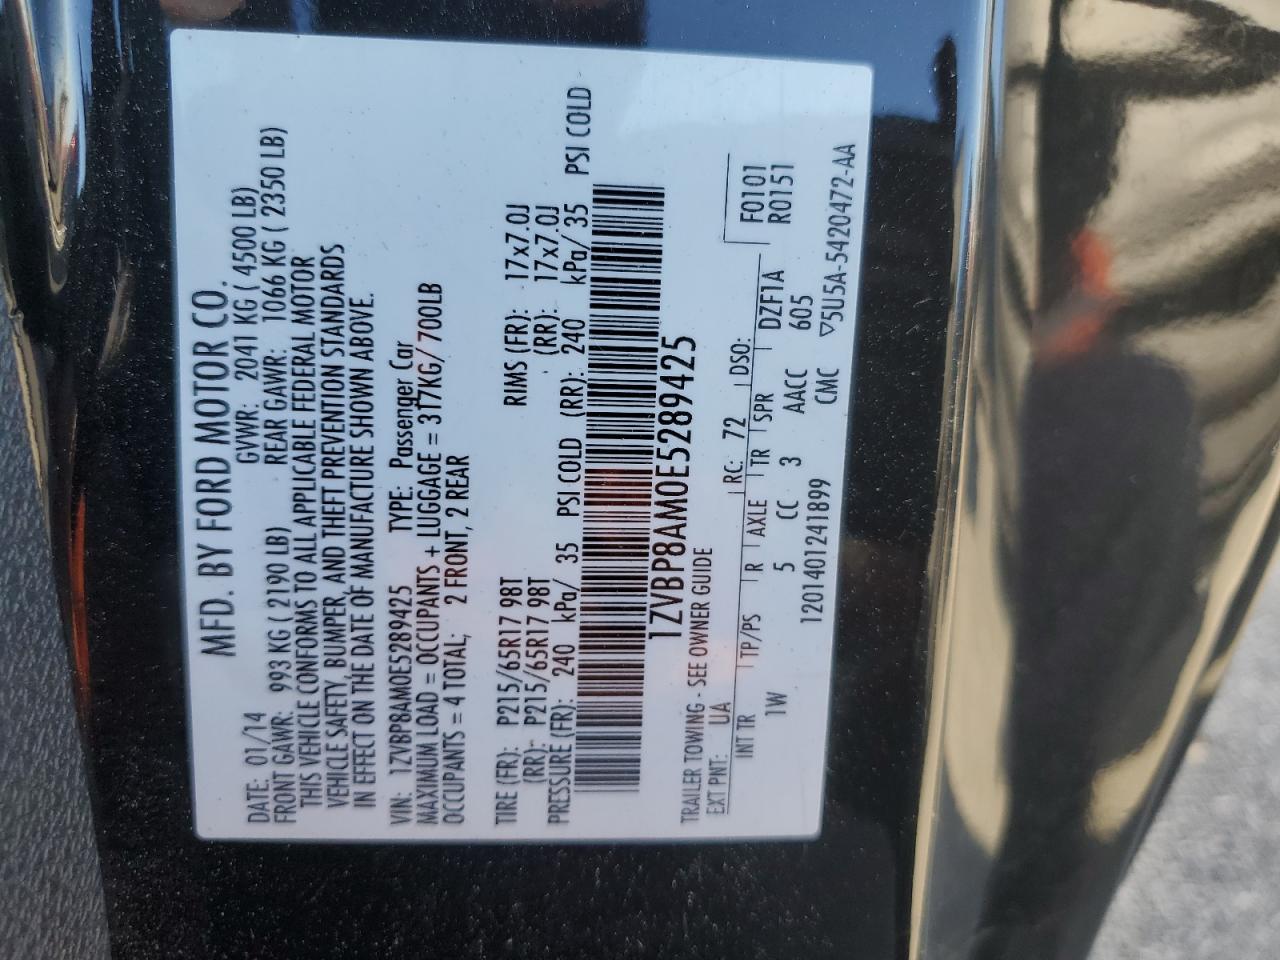 MFD. BY FORD MOTOR CO.
DATE: 01/14 GVWR: 2041 KG ( 4500 LB)
FRONT GAWR: 993 KG ( 2190 LB) REAR GAWR: 1066 KG ( 2350 LB)
THIS VEHICLE CONFORMS TO ALL APPLICABLE FEDERAL MOTOR
VEHICLE SAFETY, BUMPER, AND THEFT PREVENTION STANDARDS
IN EFFECT ON THE DATE OF MANUFACTURE SHOWN ABOVE.
VIN: 1ZVBP8AM0E5289425 TYPE: Passenger Car
MAXIMUM LOAD = OCCUPANTS + LUGGAGE = 317KG/ 700LB
OCCUPANTS = 4 TOTAL; 2 FRONT, 2 REAR
TIRE (FR): P215/65R17 98T RIMS (FR): 17x7.0J
(RR): P215/65R17 98T (RR): 17x7.0J
PRESSURE (FR): 240 kPa/ 35 PSI COLD (RR): 240 kPa/ 35 PSI COLD
1ZVBP8AM0E5289425
TRAILER TOWING - SEE OWNER GUIDE
EXT PNT: UA RC: 72 DSO: F0101
INT TR TP/PS R AXLE TR SPR DZF1A R0151
1W 5 CC 3 AACC 605
1201401241899 CMC ▽5U5A-5420472-AA